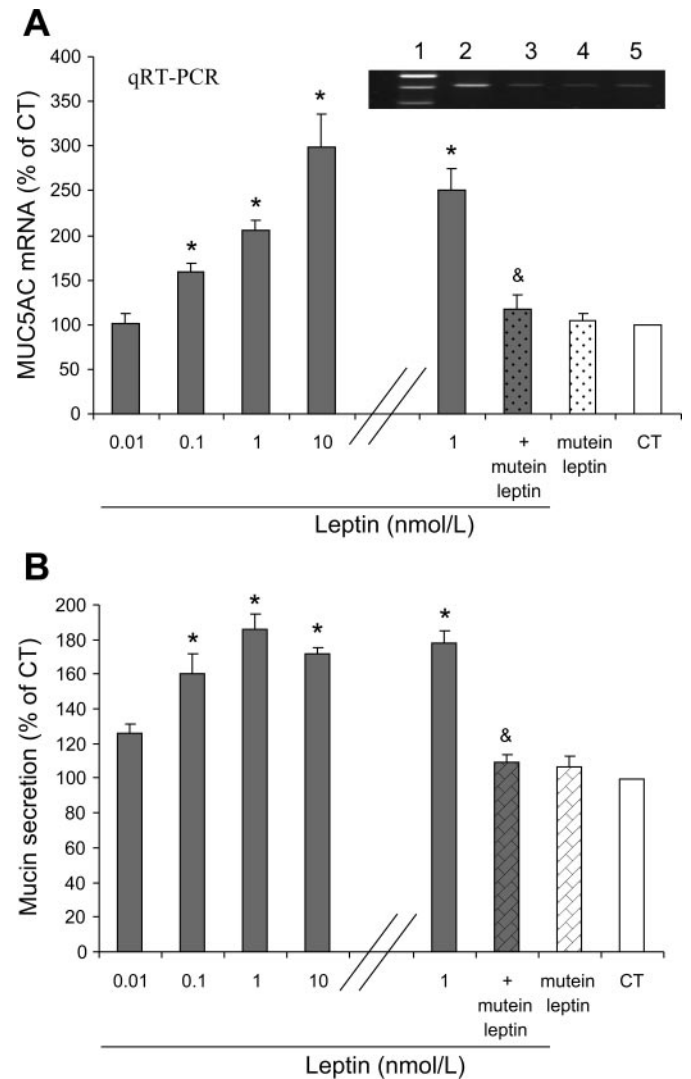 A
MUC5AC mRNA (% of CT)
400
350
300
250
200
150
100
50
0
qRT-PCR
1 2 3 4 5
*
*
*
*
&
0.01 0.1 1 10 1 + mutein leptin CT
mutein leptin
leptin
Leptin (nmol/L)
B
Mucin secretion (% of CT)
200
180
160
140
120
100
80
60
40
20
0
*
*
*
*
&
0.01 0.1 1 10 1 + mutein CT
mutein leptin
leptin
Leptin (nmol/L)